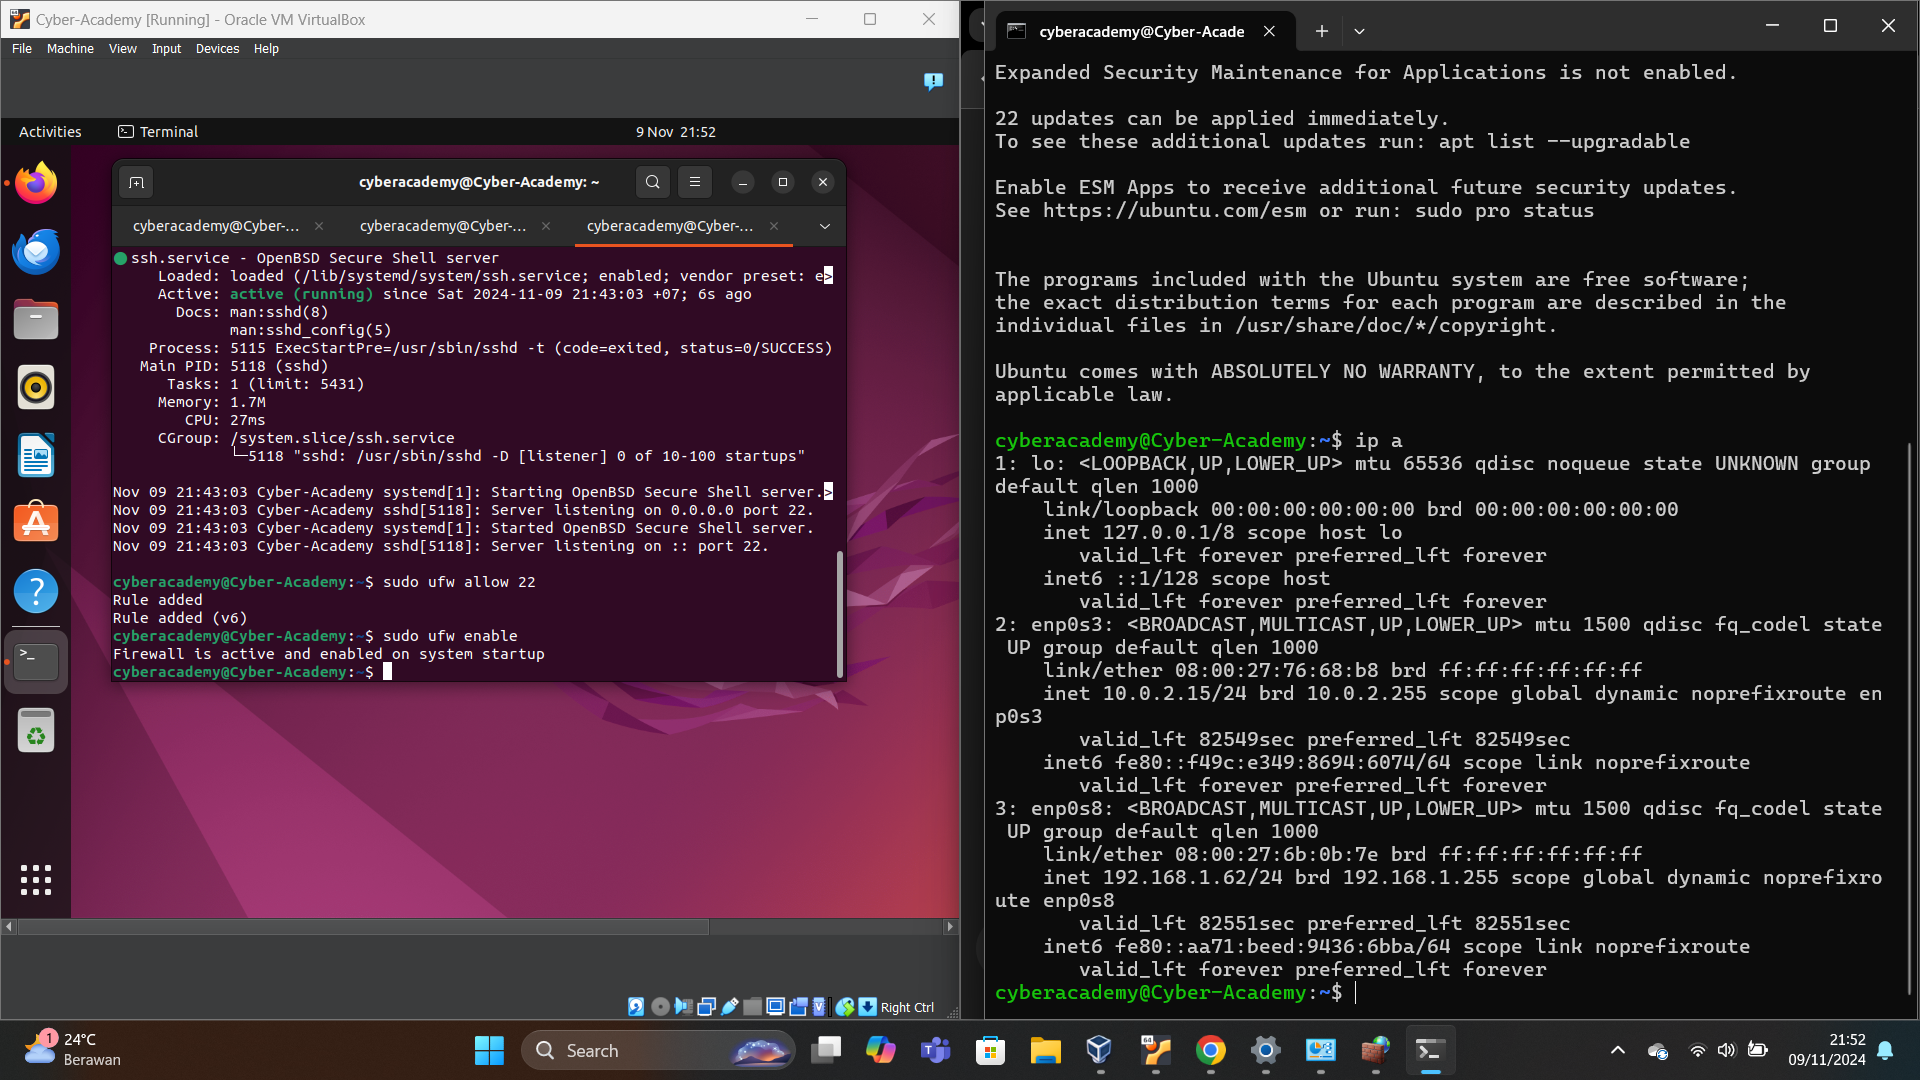 Cyber-Academy [Running] - Oracle VM VirtualBox
File Machine View Input Devices Help
Activities Terminal 9 Nov 21:52
cyberacademy@Cyber-Academy: ~
cyberacademy@Cyber-... cyberacademy@Cyber-... cyberacademy@Cyber-...
ssh.service - OpenBSD Secure Shell server
Loaded: loaded (/lib/systemd/system/ssh.service; enabled; vendor preset: e>
Active: active (running) since Sat 2024-11-09 21:43:03 +07; 6s ago
Docs: man:sshd(8)
man:sshd_config(5)
Process: 5115 ExecStartPre=/usr/sbin/sshd -t (code=exited, status=0/SUCCESS)
Main PID: 5118 (sshd)
Tasks: 1 (limit: 5431)
Memory: 1.7M
CPU: 27ms
CGroup: /system.slice/ssh.service
└─5118 "sshd: /usr/sbin/sshd -D [listener] 0 of 10-100 startups"
Nov 09 21:43:03 Cyber-Academy systemd[1]: Starting OpenBSD Secure Shell server.>
Nov 09 21:43:03 Cyber-Academy sshd[5118]: Server listening on 0.0.0.0 port 22.
Nov 09 21:43:03 Cyber-Academy systemd[1]: Started OpenBSD Secure Shell server.
Nov 09 21:43:03 Cyber-Academy sshd[5118]: Server listening on :: port 22.
cyberacademy@Cyber-Academy:~$ sudo ufw allow 22
Rule added
Rule added (v6)
cyberacademy@Cyber-Academy:~$ sudo ufw enable
Firewall is active and enabled on system startup
cyberacademy@Cyber-Academy:~$
Right Ctrl
cyberacademy@Cyber-Acade
Expanded Security Maintenance for Applications is not enabled.
22 updates can be applied immediately.
To see these additional updates run: apt list --upgradable
Enable ESM Apps to receive additional future security updates.
See https://ubuntu.com/esm or run: sudo pro status
The programs included with the Ubuntu system are free software;
the exact distribution terms for each program are described in the
individual files in /usr/share/doc/*/copyright.
Ubuntu comes with ABSOLUTELY NO WARRANTY, to the extent permitted by
applicable law.
cyberacademy@Cyber-Academy:~$ ip a
1: lo: <LOOPBACK,UP,LOWER_UP> mtu 65536 qdisc noqueue state UNKNOWN group
default qlen 1000
link/loopback 00:00:00:00:00:00 brd 00:00:00:00:00:00
inet 127.0.0.1/8 scope host lo
valid_lft forever preferred_lft forever
inet6 ::1/128 scope host
valid_lft forever preferred_lft forever
2: enp0s3: <BROADCAST,MULTICAST,UP,LOWER_UP> mtu 1500 qdisc fq_codel state
UP group default qlen 1000
link/ether 08:00:27:76:68:b8 brd ff:ff:ff:ff:ff:ff
inet 10.0.2.15/24 brd 10.0.2.255 scope global dynamic noprefixroute en
p0s3
valid_lft 82549sec preferred_lft 82549sec
inet6 fe80::f49c:e349:8694:6074/64 scope link noprefixroute
valid_lft forever preferred_lft forever
3: enp0s8: <BROADCAST,MULTICAST,UP,LOWER_UP> mtu 1500 qdisc fq_codel state
UP group default qlen 1000
link/ether 08:00:27:6b:0b:7e brd ff:ff:ff:ff:ff:ff
inet 192.168.1.62/24 brd 192.168.1.255 scope global dynamic noprefixro
ute enp0s8
valid_lft 82551sec preferred_lft 82551sec
inet6 fe80::aa71:beed:9436:6bba/64 scope link noprefixroute
valid_lft forever preferred_lft forever
cyberacademy@Cyber-Academy:~$
1
24°C
Berawan
Search
21:52
09/11/2024